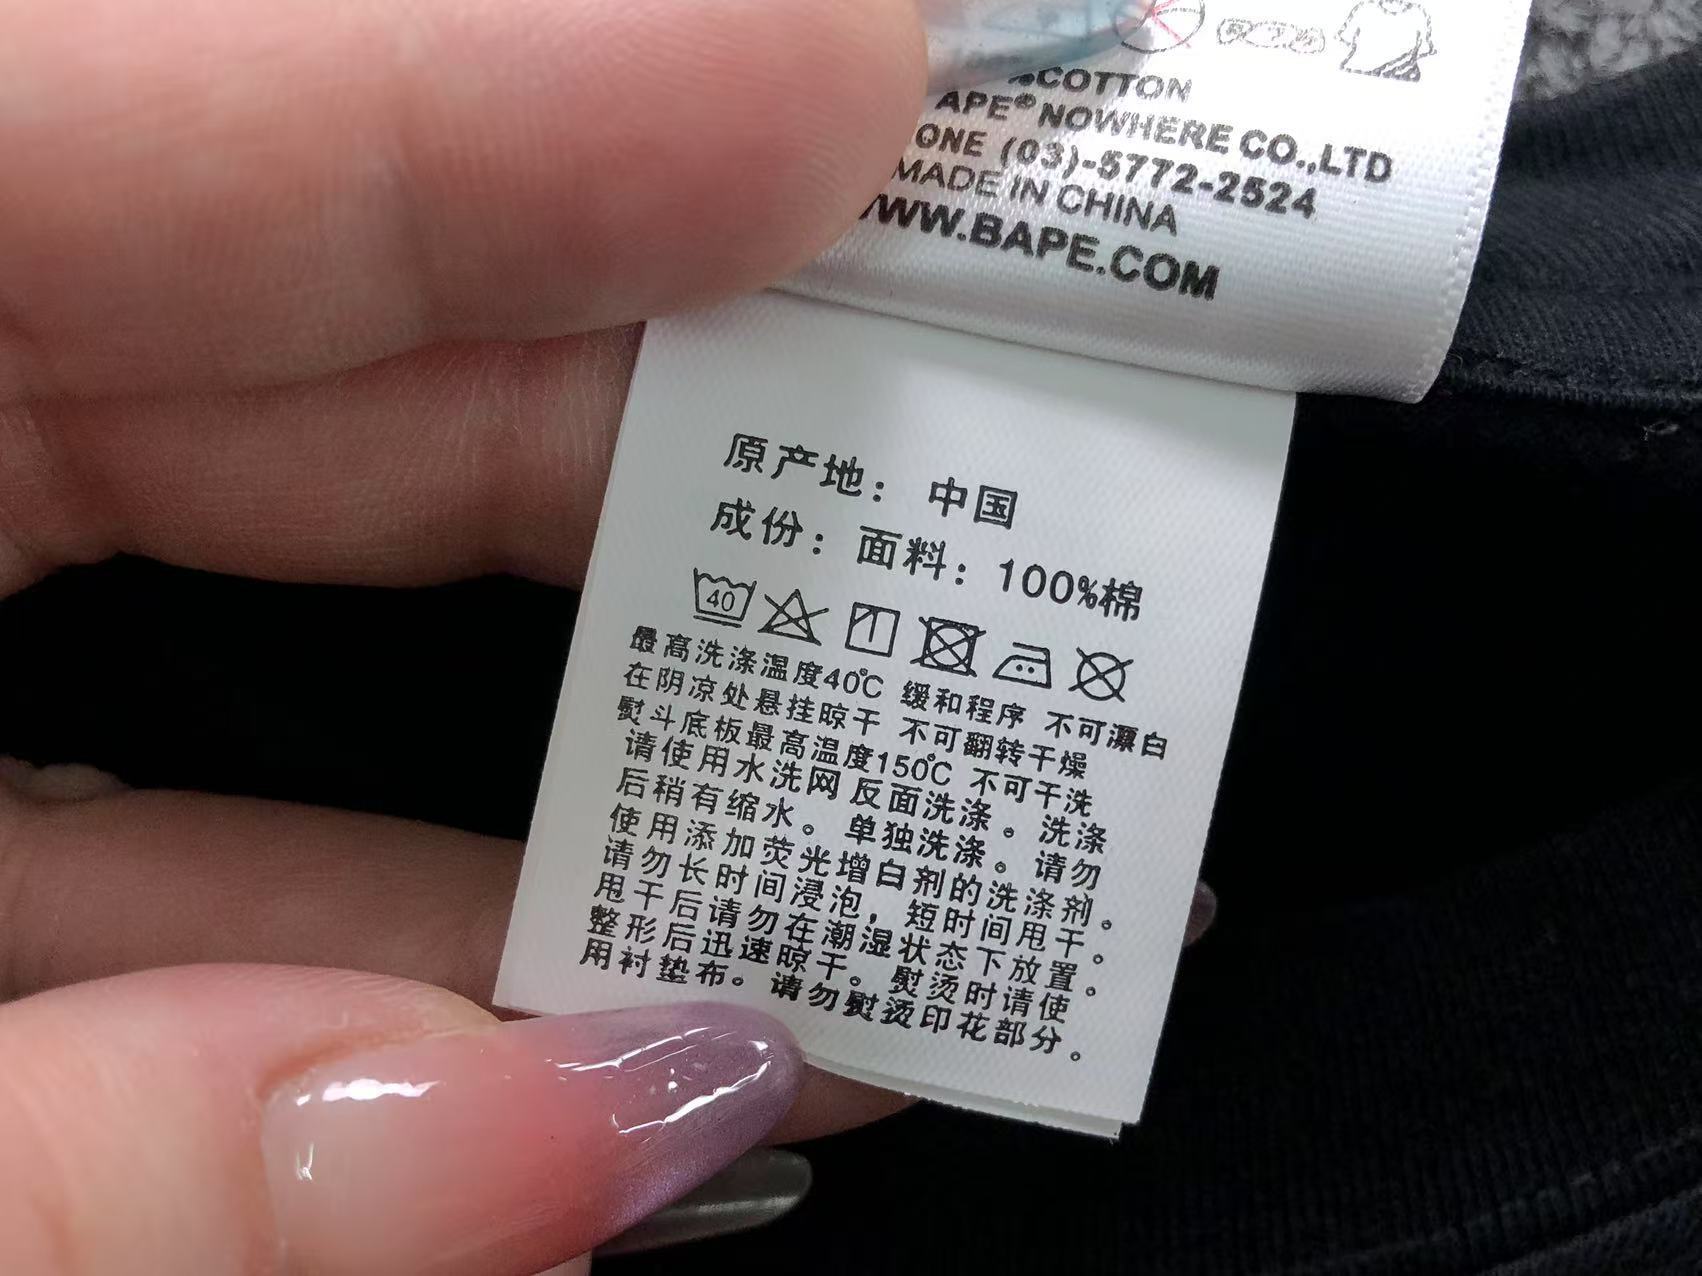 COTTON
APE® NOWHERE CO.,LTD
ONE (03)-5772-2524
MADE IN CHINA
WWW.BAPE.COM
原产地： 中国
成份：面料：100%棉
40
最高洗涤温度40℃ 缓和程序 不可漂白
在阴凉处悬挂晾干 不可翻转干燥
熨斗底板最高温度150℃ 不可干洗
请使用水洗网 反面洗涤。洗涤
后稍有缩水。 单独洗涤。请勿
使用添加荧光增白剂的洗涤剂。
请勿长时间浸泡，短时间甩干。
甩干后请勿在潮湿状态下放置。
整形后迅速晾干。熨烫时请使
用衬垫布。请勿熨烫印花部分。